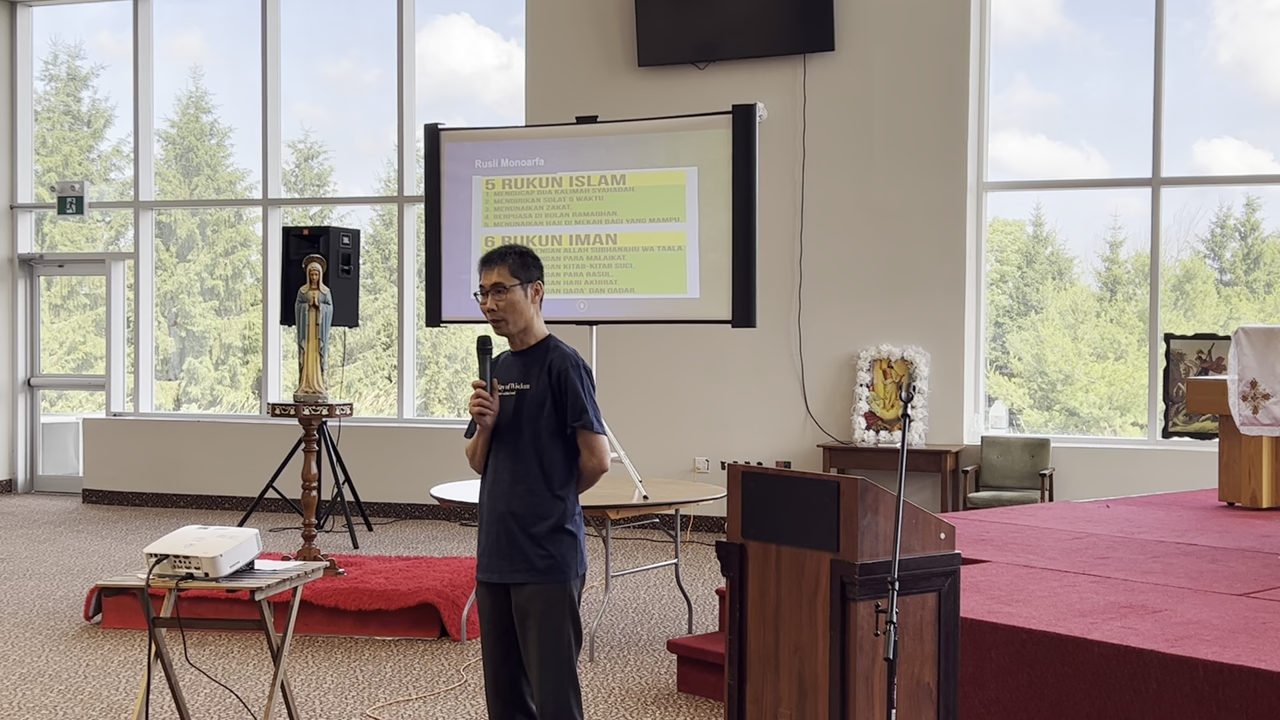 Rusli Monoarfa
5 RUKUN ISLAM
1. MENGUCAP DUA KALIMAH SYAHADAH.
2. MENDIRIKAN SOLAT 5 WAKTU.
3. MENUNAIKAN ZAKAT.
4. BERPUASA DI BULAN RAMADHAN
5. MENUNAIKAN HAJI DI MEKAH BAGI YANG MAMPU.
6 RUKUN IMAN
ALLAH SUBHANAHU WA TAALA.
PARA MALAIKAT.
KITAB-KITAB SUCI.
PARA RASUL.
HARI AKHIRAT.
QADA' DAN QADAR.
JBL